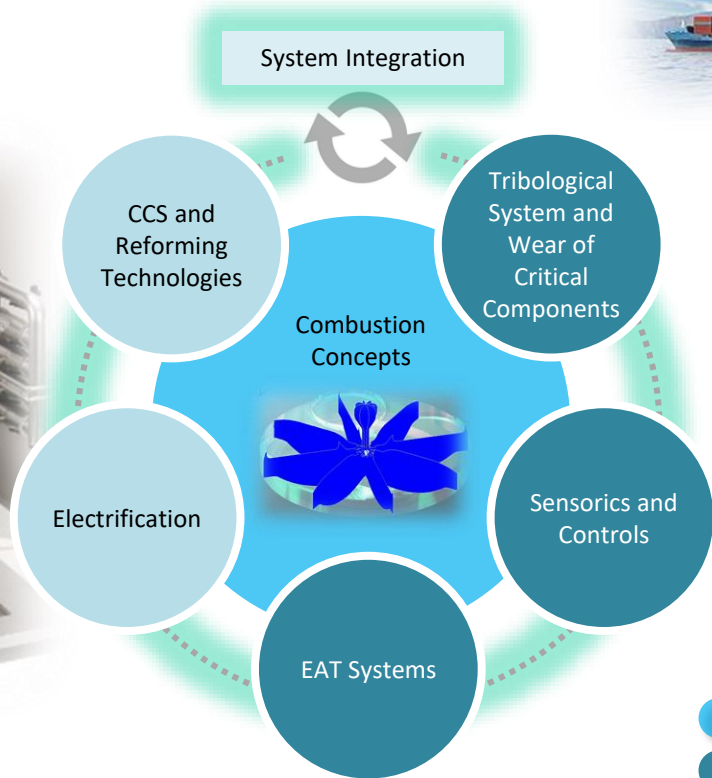 System Integration
CCS and
Reforming
Technologies
Tribological
System and
Wear of
Critical
Components
Combustion
Concepts
Electrification
Sensorics and
Controls
EAT Systems